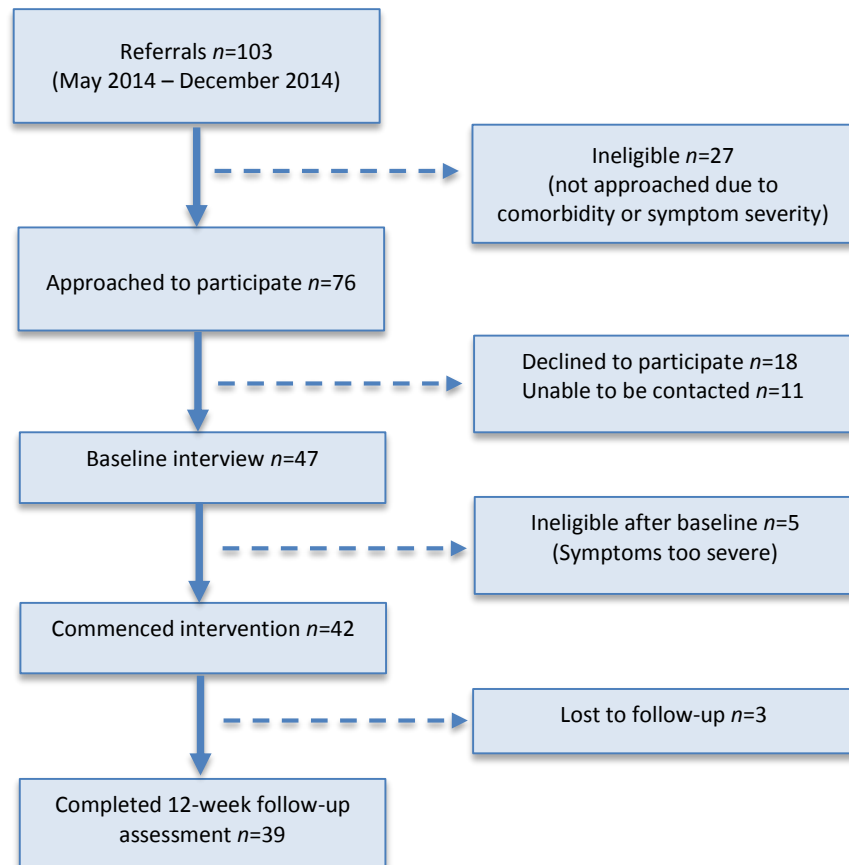 Referrals n=103
(May 2014 – December 2014)
Ineligible n=27
(not approached due to
comorbidity or symptom severity)
Approached to participate n=76
Declined to participate n=18
Unable to be contacted n=11
Baseline interview n=47
Ineligible after baseline n=5
(Symptoms too severe)
Commenced intervention n=42
Lost to follow-up n=3
Completed 12-week follow-up
assessment n=39